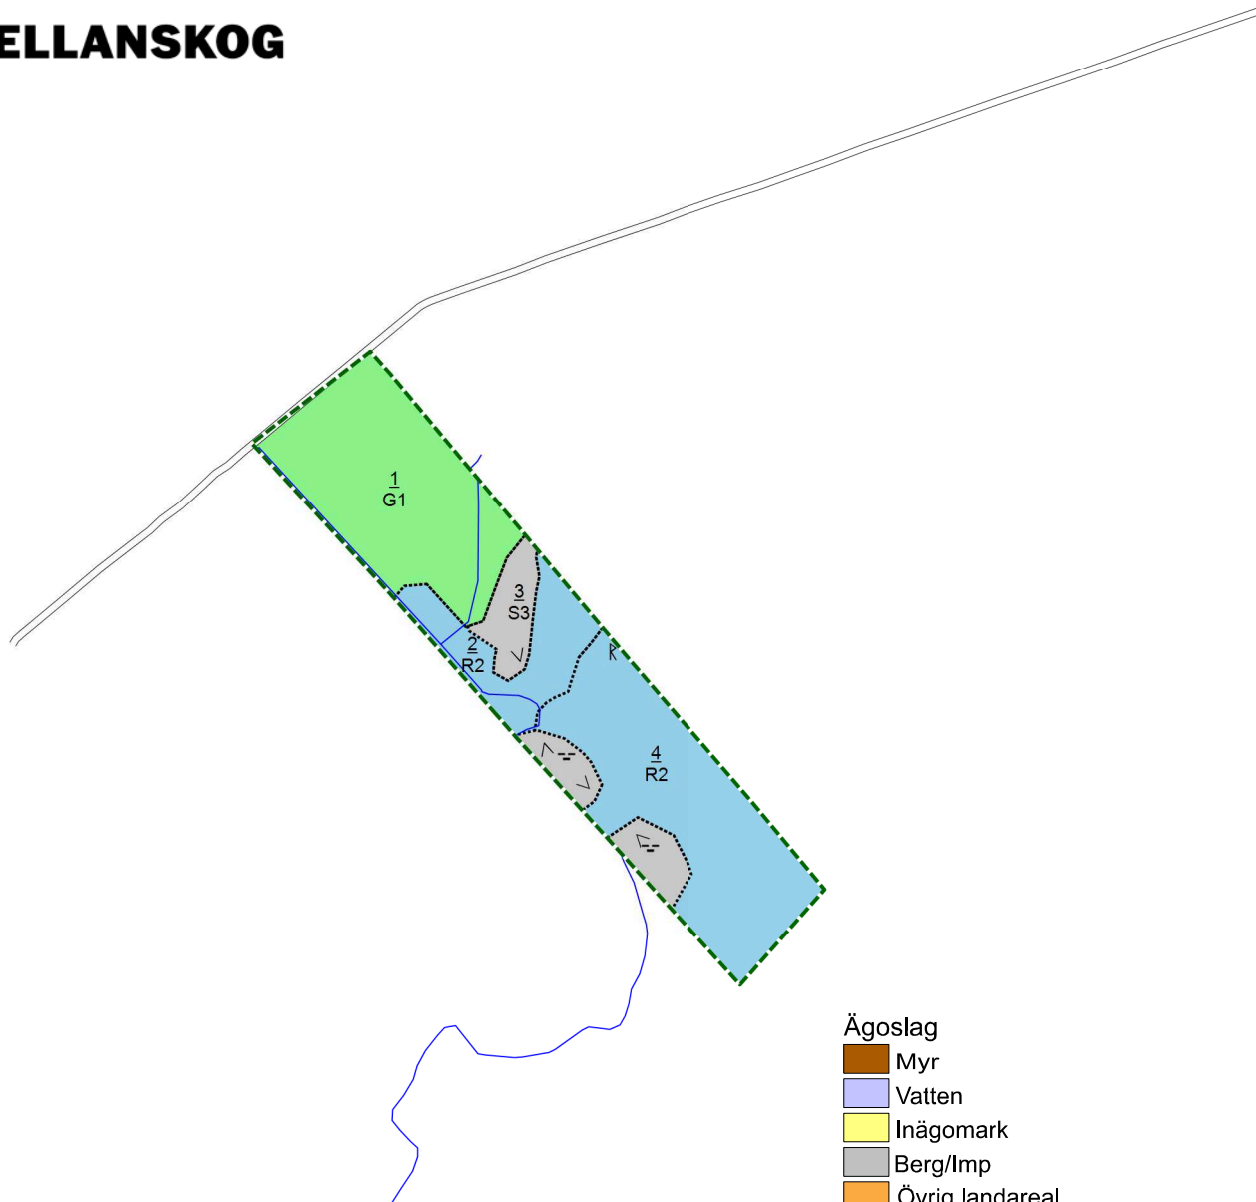 ELLANSKOG
1
G1
3
S3
2
R2
4
R2
Ägoslag
Myr
Vatten
Inägomark
Berg/Imp
Övrig landareal